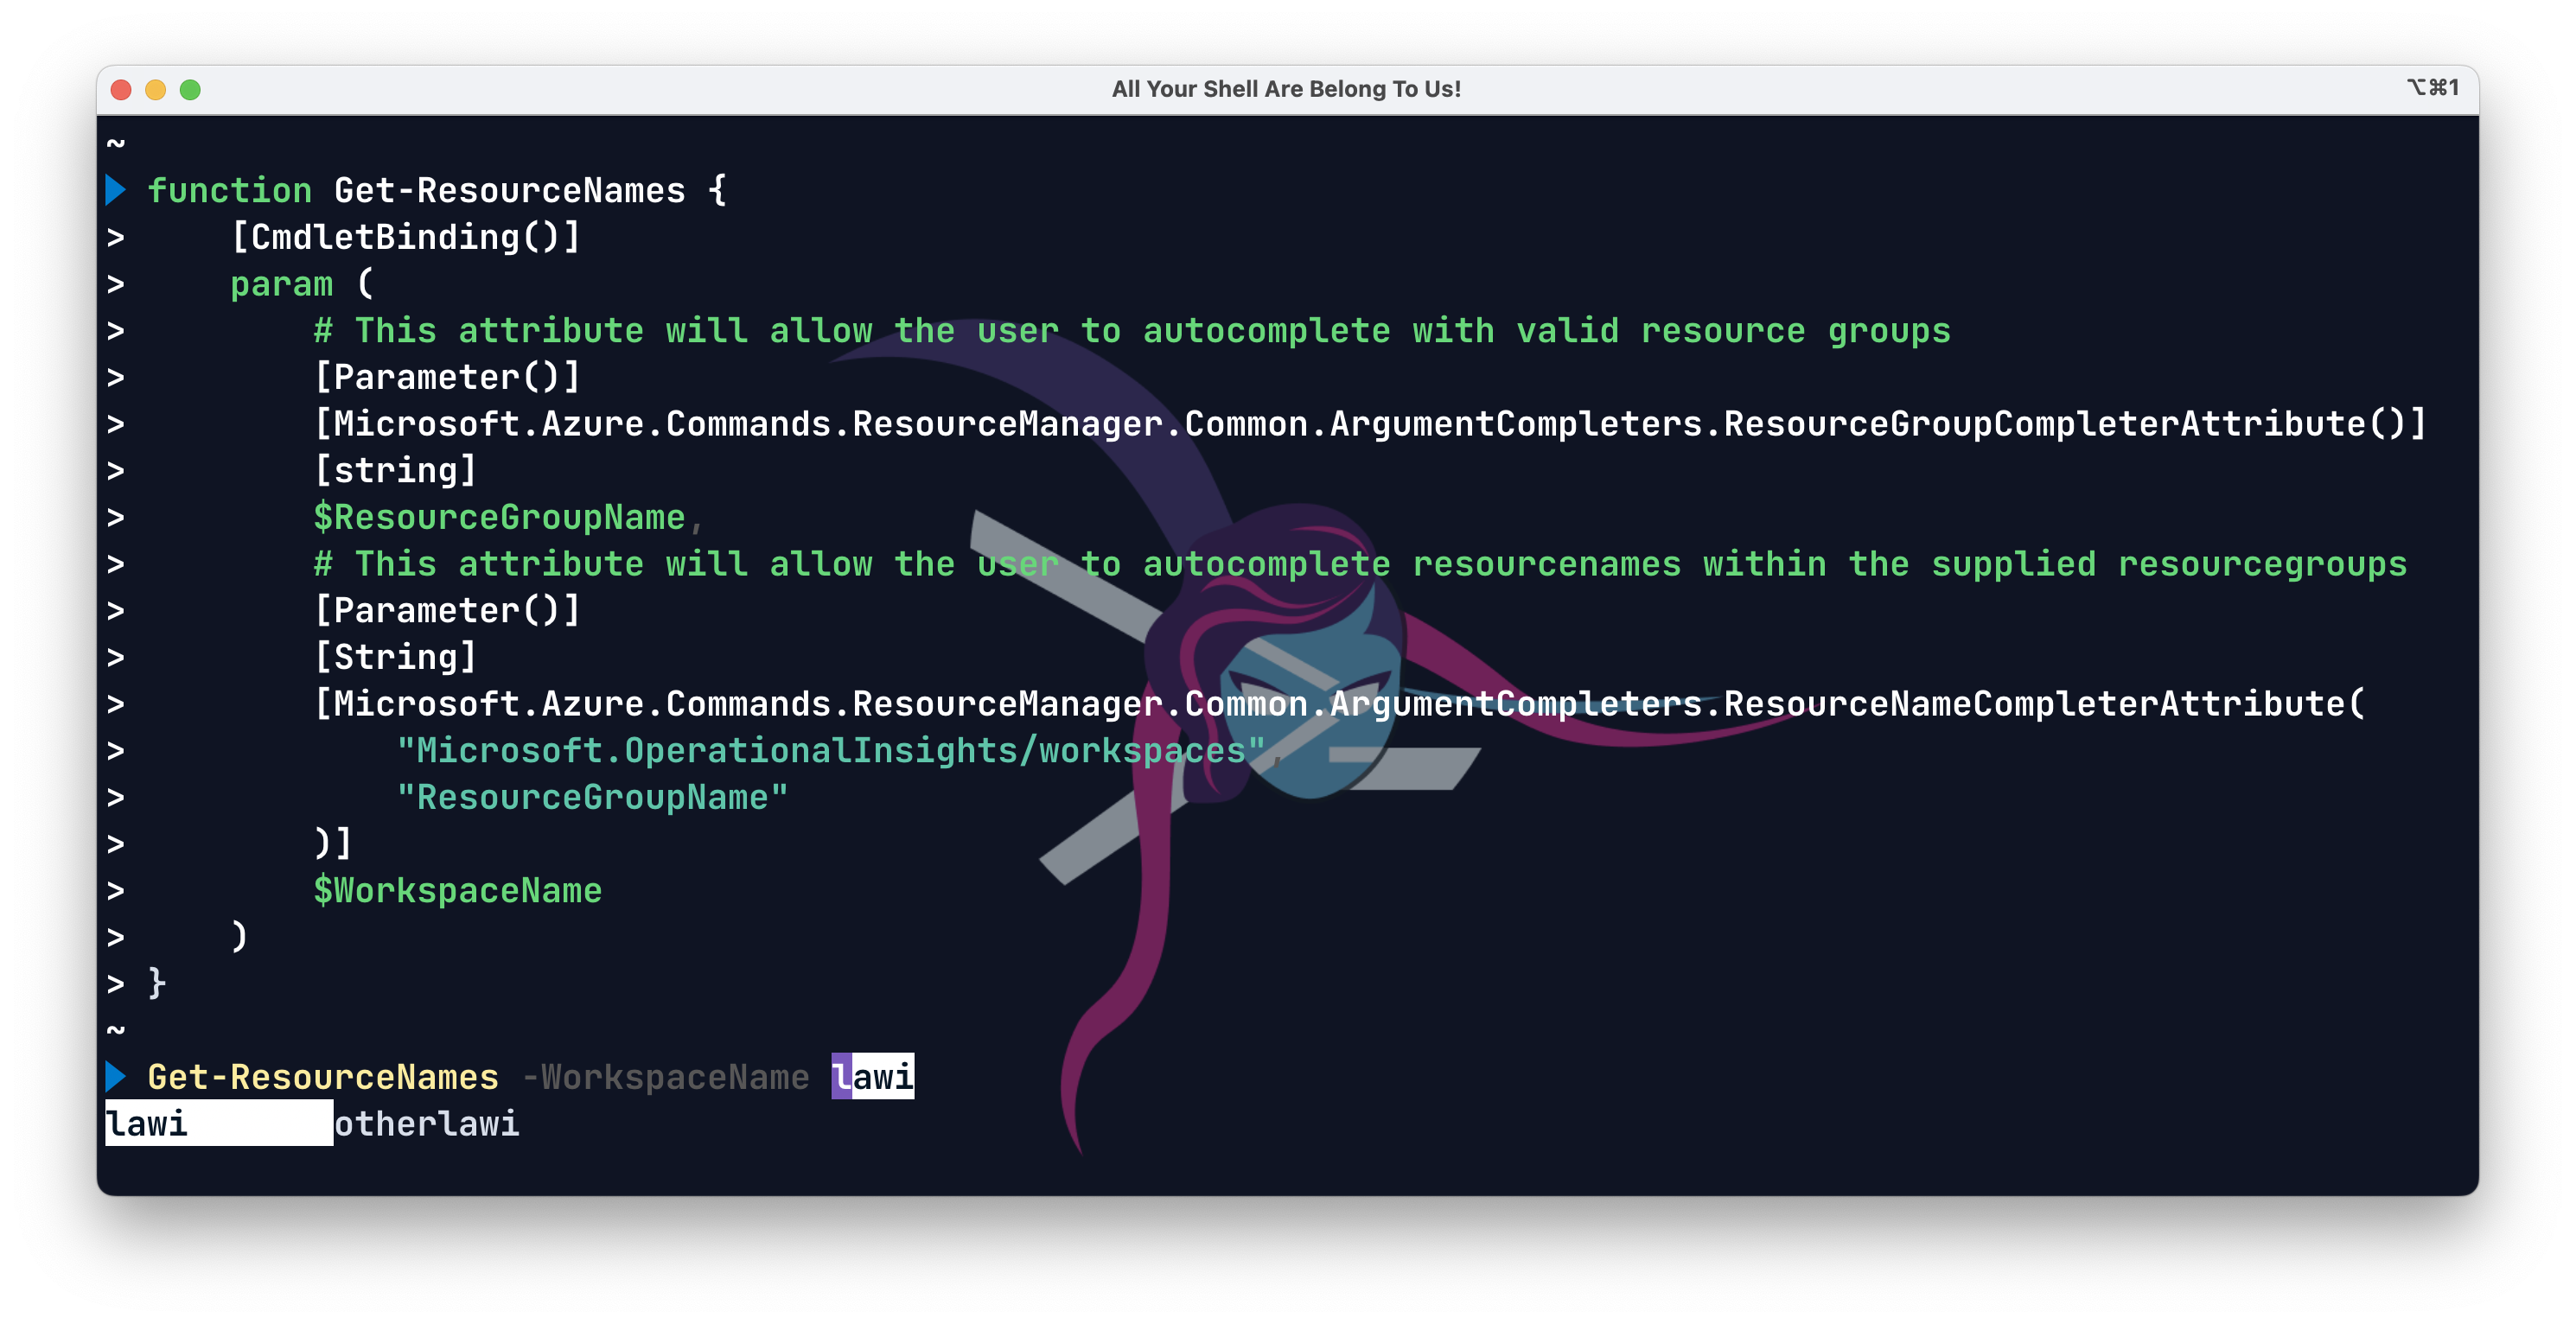 All Your Shell Are Belong To Us!
⌥⌘1
~
function Get-ResourceNames {
>     [CmdletBinding()]
>     param (
>         # This attribute will allow the user to autocomplete with valid resource groups
>         [Parameter()]
>         [Microsoft.Azure.Commands.ResourceManager.Common.ArgumentCompleters.ResourceGroupCompleterAttribute()]
>         [string]
>         $ResourceGroupName,
>         # This attribute will allow the user to autocomplete resourcenames within the supplied resourcegroups
>         [Parameter()]
>         [String]
>         [Microsoft.Azure.Commands.ResourceManager.Common.ArgumentCompleters.ResourceNameCompleterAttribute(
>             "Microsoft.OperationalInsights/workspaces",
>             "ResourceGroupName"
>         )]
>         $WorkspaceName
>     )
> }
~
Get-ResourceNames -WorkspaceName lawi
lawi       otherlawi